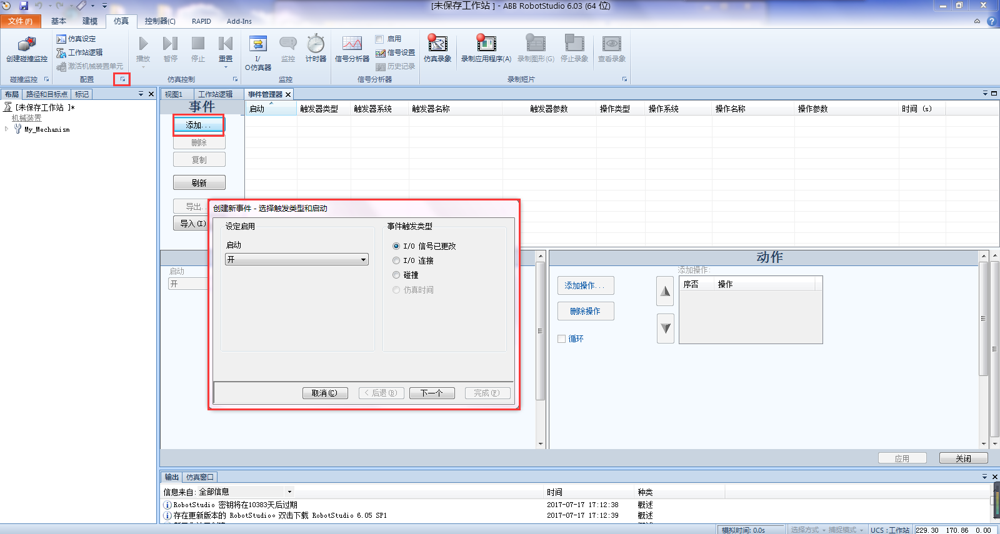 [未保存工作站 ] - ABB RobotStudio 6.03 (64 位)
文件(F) 基本 建模 仿真 控制器(C) RAPID Add-Ins
创建碰撞监控
碰撞监控
仿真设定
工作站逻辑
激活机械装置单元
配置
播放 暂停 停止 重置
仿真控制
I/
O仿真器
监控
计时器
监控
信号分析器
启用
信号设置
历史记录
信号分析器
仿真录象
录制应用程序(A)
录制图形(G)
停止录象
查看录象
录制短片
布局 路径和目标点 标记
[未保存工作站 ]*
机械装置
My_Mechanism
视图1 工作站逻辑 事件管理器
事件
添加...
删除
复制
刷新
导出..
导入(I)
启动 触发器类型 触发器系统 触发器名称 触发器参数 操作类型 操作系统 操作名称 操作参数 时间 (s)
启动
开
创建新事件 - 选择触发类型和启动
设定启用
启动
开
事件触发类型
I/O 信号已更改
I/O 连接
碰撞
仿真时间
取消(C) < 后退(B) 下一个 完成(F)
动作
添加操作...
删除操作
循环
添加操作:
序否 操作
应用 关闭
输出 仿真窗口
信息来自: 全部信息 时间 种类
RobotStudio 密钥将在10383天后过期 2017-07-17 17:12:38 概述
存在更新版本的 RobotStudio。双击下载 RobotStudio 6.05 SP1 2017-07-17 17:12:39 概述
模拟时间: 0.0s 选择方式 捕捉模式 UCS : 工作站 229.30 170.86 0.00